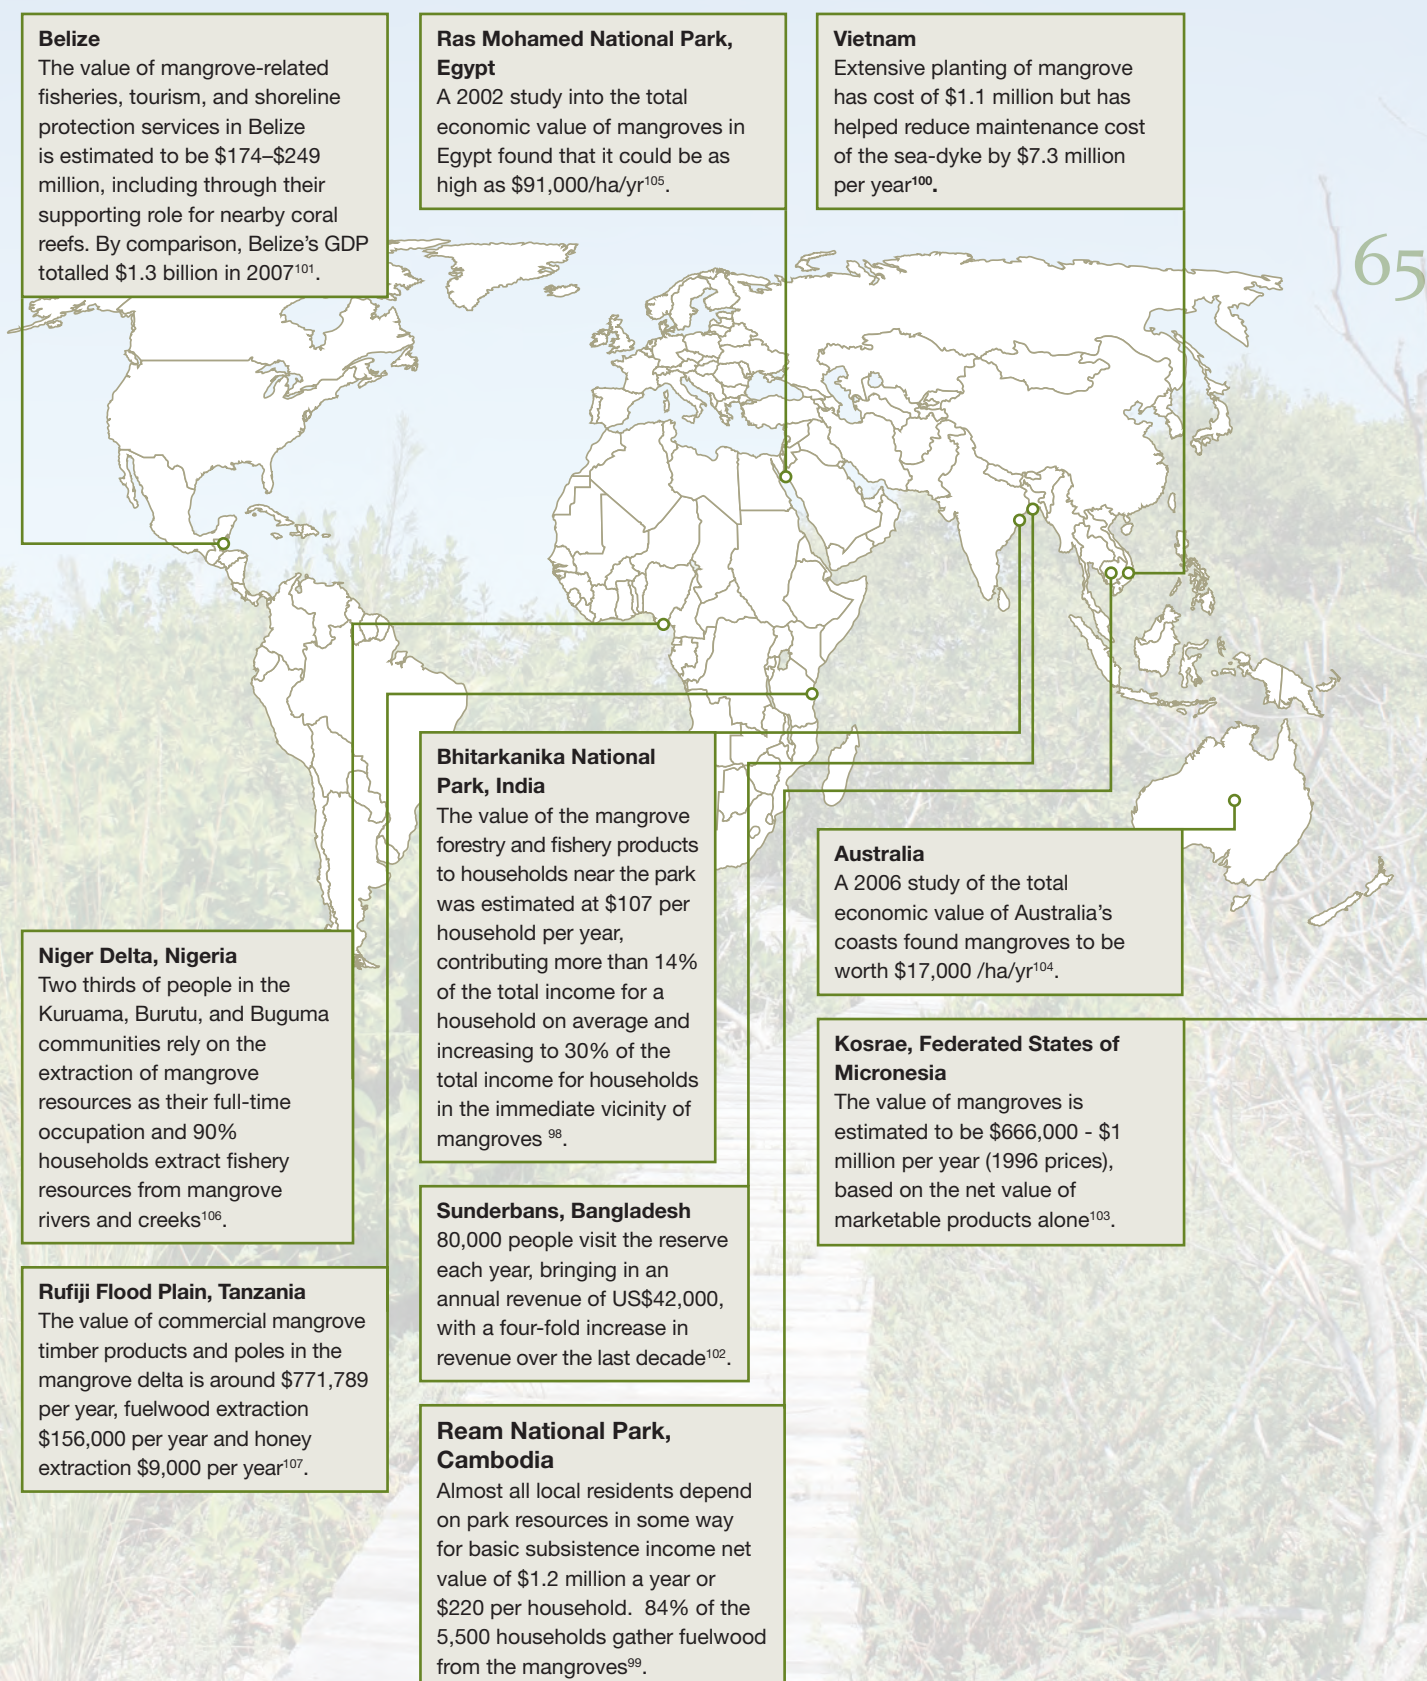 Belize
The value of mangrove-related
fisheries, tourism, and shoreline
protection services in Belize
is estimated to be $174–$249
million, including through their
supporting role for nearby coral
reefs. By comparison, Belize’s GDP
totalled $1.3 billion in 2007101.
Ras Mohamed National Park,
Egypt
A 2002 study into the total
economic value of mangroves in
Egypt found that it could be as
high as $91,000/ha/yr105.
Vietnam
Extensive planting of mangrove
has cost of $1.1 million but has
helped reduce maintenance cost
of the sea-dyke by $7.3 million
per year100.
65
Niger Delta, Nigeria
Two thirds of people in the
Kuruama, Burutu, and Buguma
communities rely on the
extraction of mangrove
resources as their full-time
occupation and 90%
households extract fishery
resources from mangrove
rivers and creeks106.
Rufiji Flood Plain, Tanzania
The value of commercial mangrove
timber products and poles in the
mangrove delta is around $771,789
per year, fuelwood extraction
$156,000 per year and honey
extraction $9,000 per year107.
Bhitarkanika National
Park, India
The value of the mangrove
forestry and fishery products
to households near the park
was estimated at $107 per
household per year,
contributing more than 14%
of the total income for a
household on average and
increasing to 30% of the
total income for households
in the immediate vicinity of
mangroves 98.
Sunderbans, Bangladesh
80,000 people visit the reserve
each year, bringing in an
annual revenue of US$42,000,
with a four-fold increase in
revenue over the last decade102.
Ream National Park,
Cambodia
Almost all local residents depend
on park resources in some way
for basic subsistence income net
value of $1.2 million a year or
$220 per household. 84% of the
5,500 households gather fuelwood
from the mangroves99.
Australia
A 2006 study of the total
economic value of Australia’s
coasts found mangroves to be
worth $17,000 /ha/yr104.
Kosrae, Federated States of
Micronesia
The value of mangroves is
estimated to be $666,000 - $1
million per year (1996 prices),
based on the net value of
marketable products alone103.